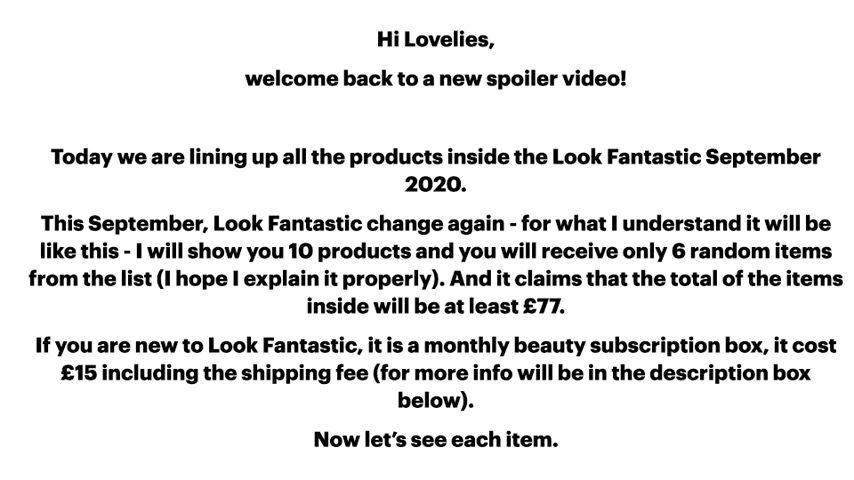 Hi Lovelies,
welcome back to a new spoiler video!
Today we are lining up all the products inside the Look Fantastic September
2020.
This September, Look Fantastic change again - for what I understand it will be
like this - I will show you 10 products and you will receive only 6 random items
from the list (I hope I explain it properly). And it claims that the total of the items
inside will be at least £77.
If you are new to Look Fantastic, it is a monthly beauty subscription box, it cost
£15 including the shipping fee (for more info will be in the description box
below).
Now let's see each item.